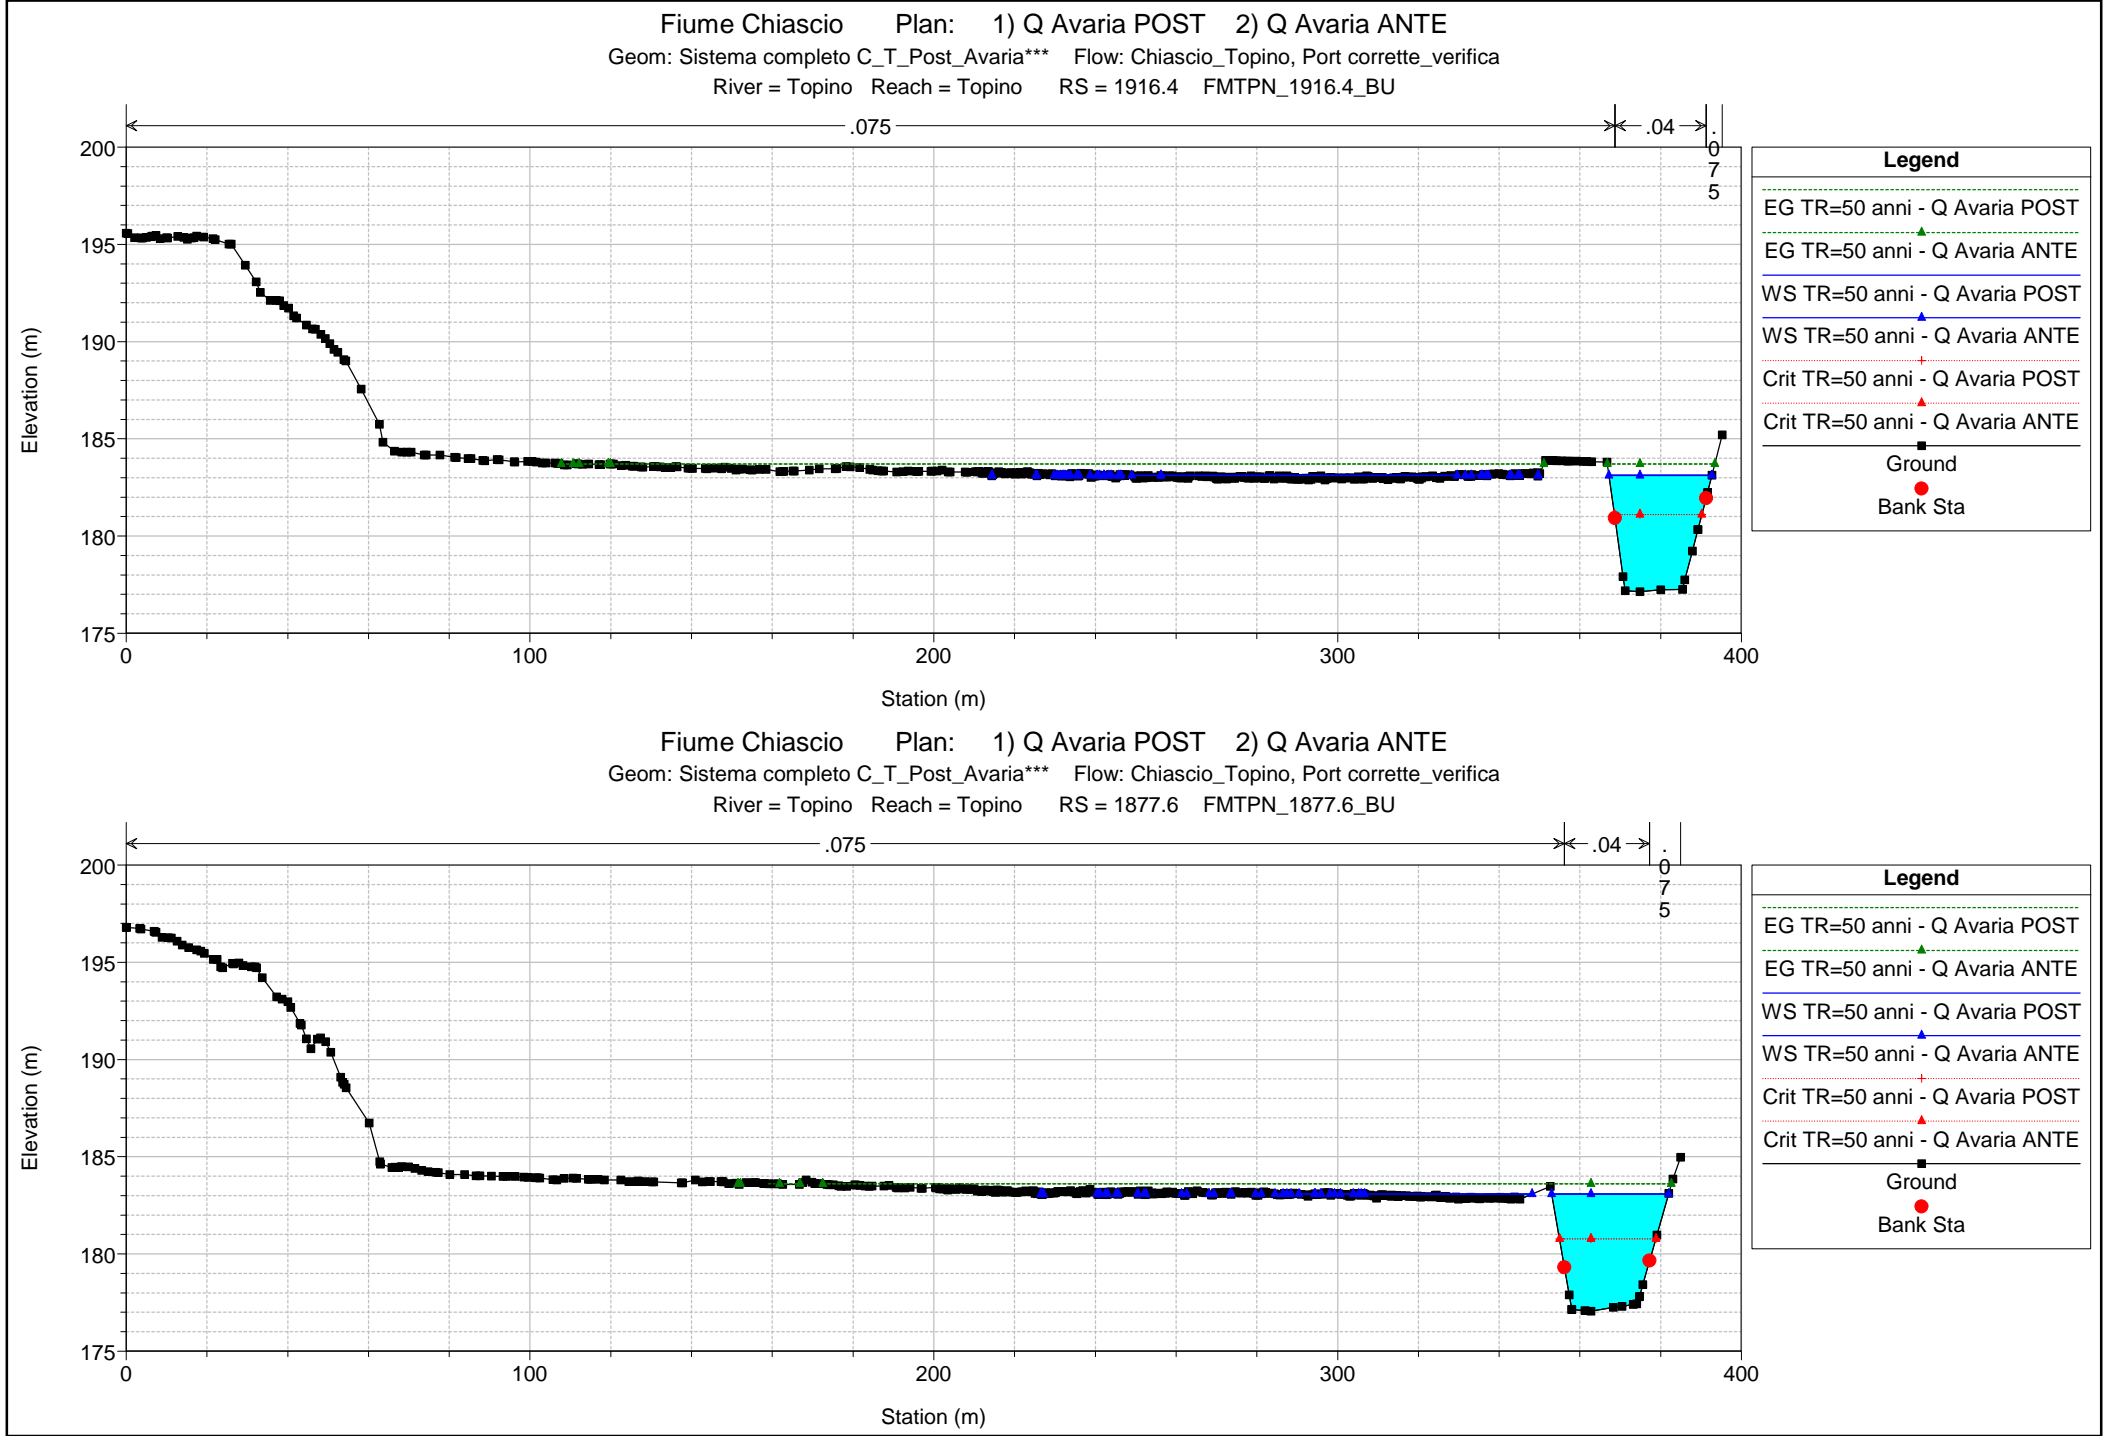 Fiume Chiascio Plan: 1) Q Avaria POST 2) Q Avaria ANTE
Geom: Sistema completo C_T_Post_Avaria*** Flow: Chiascio_Topino, Port corrette_verifica
River = Topino Reach = Topino RS = 1916.4 FMTPN_1916.4_BU
.075
.04
.075
200
195
190
185
180
175
Elevation (m)
0
100
200
300
400
Station (m)
Legend
EG TR=50 anni - Q Avaria POST
EG TR=50 anni - Q Avaria ANTE
WS TR=50 anni - Q Avaria POST
WS TR=50 anni - Q Avaria ANTE
Crit TR=50 anni - Q Avaria POST
Crit TR=50 anni - Q Avaria ANTE
Ground
Bank Sta
Fiume Chiascio Plan: 1) Q Avaria POST 2) Q Avaria ANTE
Geom: Sistema completo C_T_Post_Avaria*** Flow: Chiascio_Topino, Port corrette_verifica
River = Topino Reach = Topino RS = 1877.6 FMTPN_1877.6_BU
.075
.04
.075
200
195
190
185
180
175
Elevation (m)
0
100
200
300
400
Station (m)
Legend
EG TR=50 anni - Q Avaria POST
EG TR=50 anni - Q Avaria ANTE
WS TR=50 anni - Q Avaria POST
WS TR=50 anni - Q Avaria ANTE
Crit TR=50 anni - Q Avaria POST
Crit TR=50 anni - Q Avaria ANTE
Ground
Bank Sta